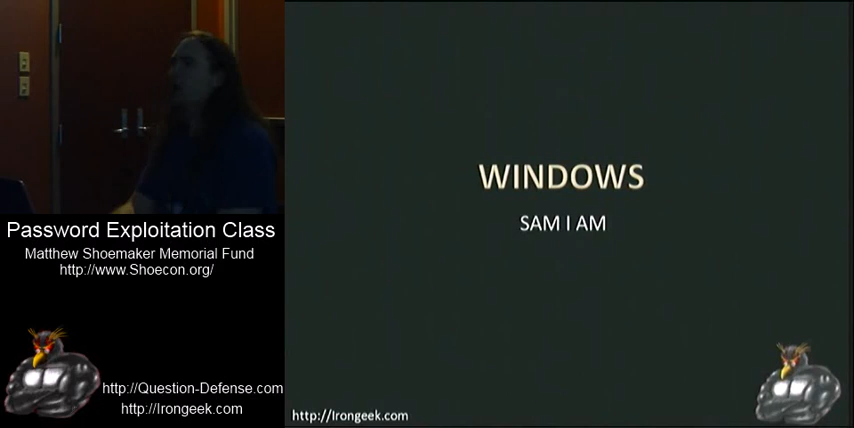 Password Exploitation Class
Matthew Shoemaker Memorial Fund
http://www.Shoecon.org/
http://Question-Defense.com
http://Irongeek.com
WINDOWS
SAM I AM
http://Irongeek.com